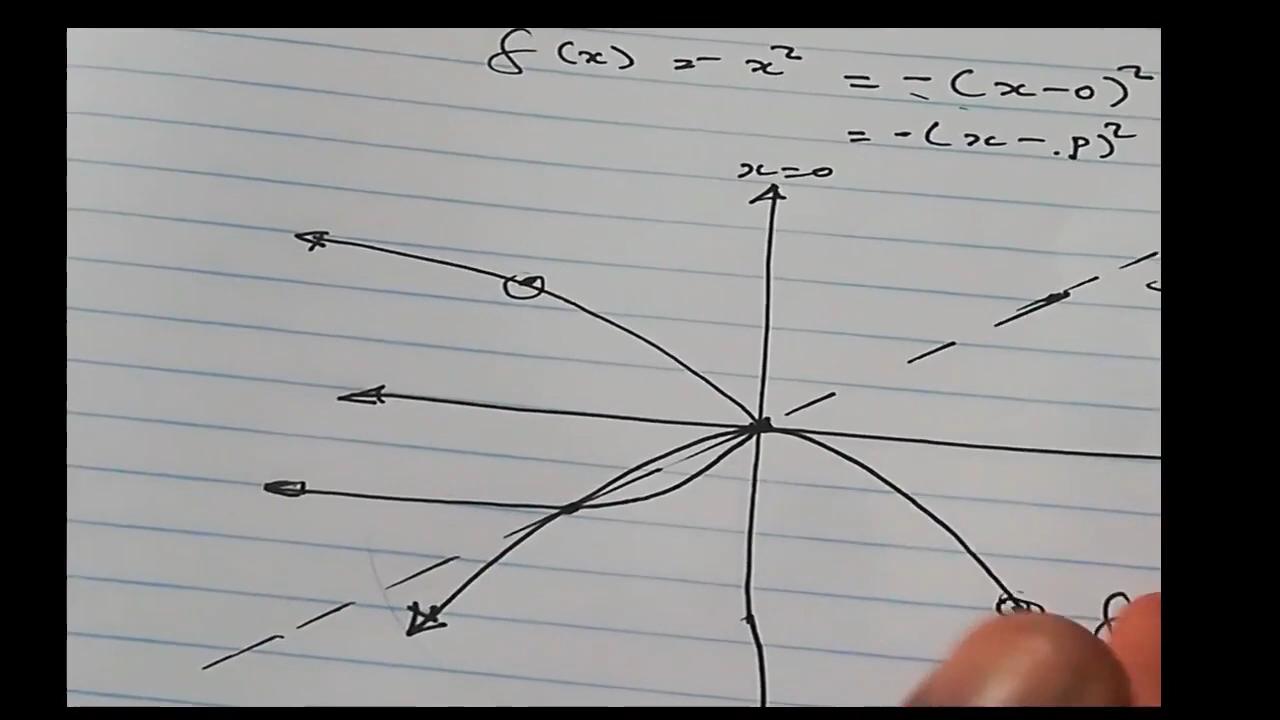 f(x) = - x² = -(x-0)²
= -(x-.p)²
x=0